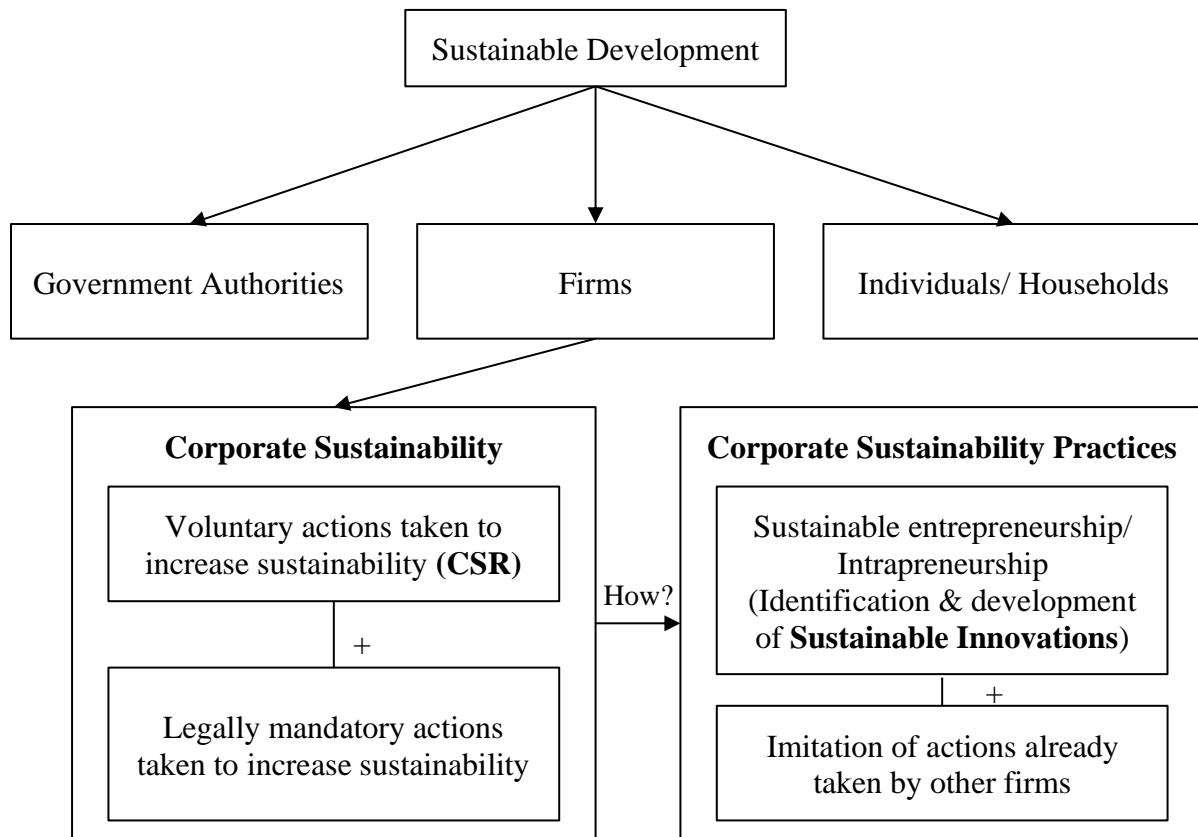 Sustainable Development
Government Authorities
Firms
Individuals/ Households
Corporate Sustainability
Voluntary actions taken to
increase sustainability (CSR)
+
Legally mandatory actions
taken to increase sustainability
How?
Corporate Sustainability Practices
Sustainable entrepreneurship/
Intrapreneurship
(Identification & development
of Sustainable Innovations)
+
Imitation of actions already
taken by other firms